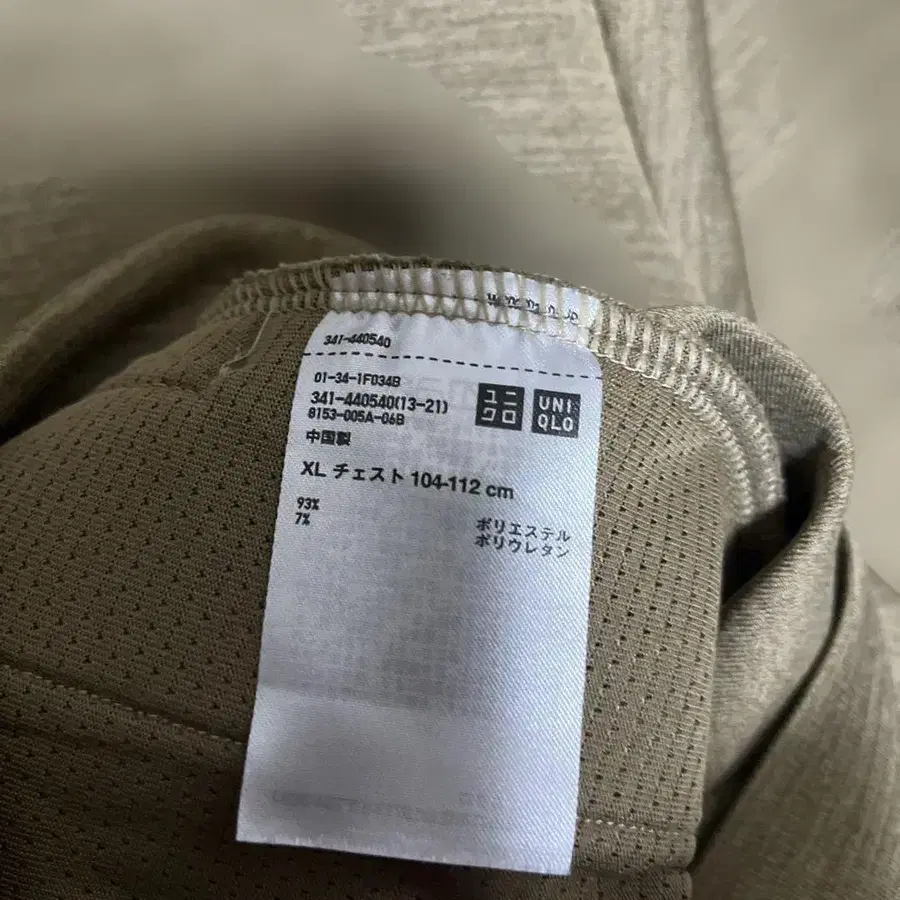 341-440540
01-34-1F034B
341-440540(13-21)
8153-005A-06B
ユニ
クロ
UNI
QLO
中国製
XL チェスト 104-112 cm
93% ポリエステル
7% ポリウレタン